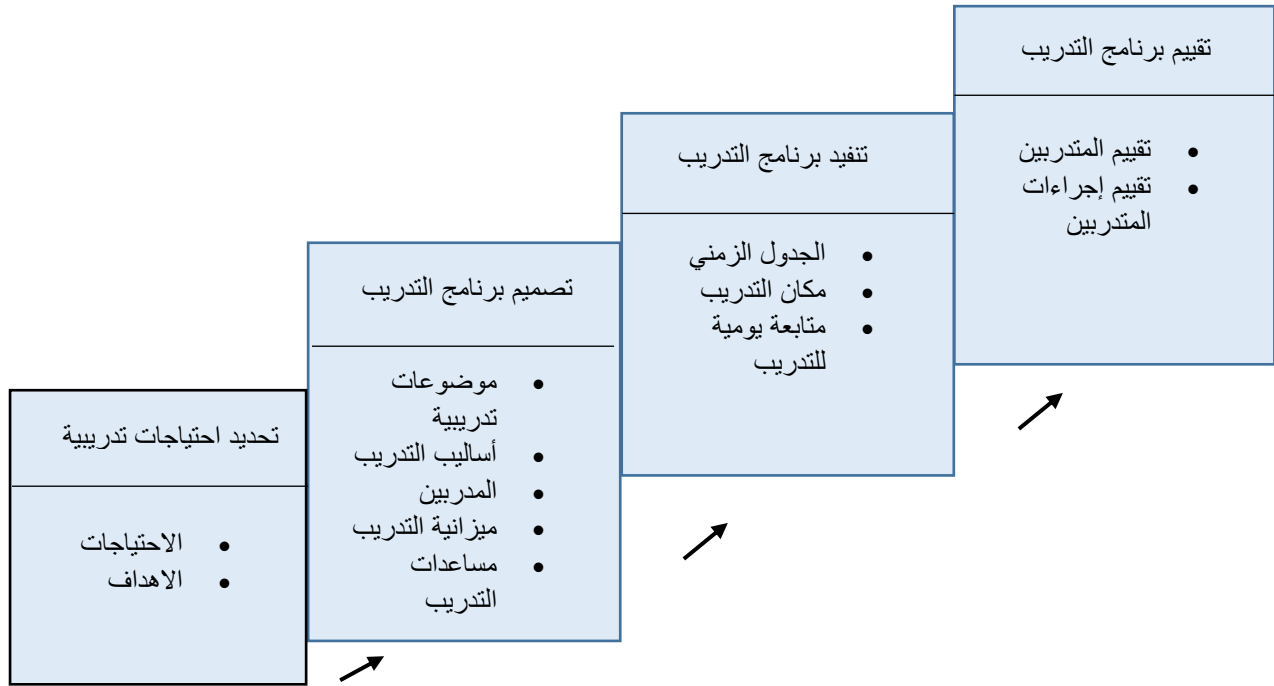 تقييم برنامج التدريب
• تقييم المتدربين
• تقييم إجراءات
المتدربين
تنفيد برنامج التدريب
• الجدول الزمني
• مكان التدريب
• متابعة يومية
للتدريب
تصميم برنامج التدريب
• موضوعات
تدريبية
• أساليب التدريب
• المدربين
• ميزانية التدريب
• مساعدات
التدريب
تحديد احتياجات تدريبية
• الاحتياجات
• الاهداف